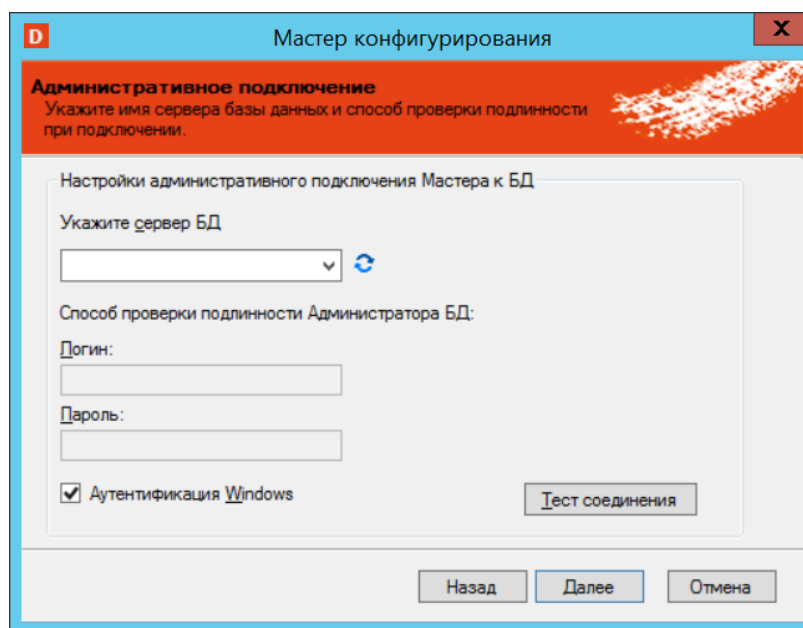 D
Мастер конфигурирования
X
Административное подключение
Укажите имя сервера базы данных и способ проверки подлинности
при подключении.
Настройки административного подключения Мастера к БД
Укажите сервер БД
Способ проверки подлинности Администратора БД:
Логин:
Пароль:
Аутентификация Windows
Тест соединения
Назад
Далее
Отмена